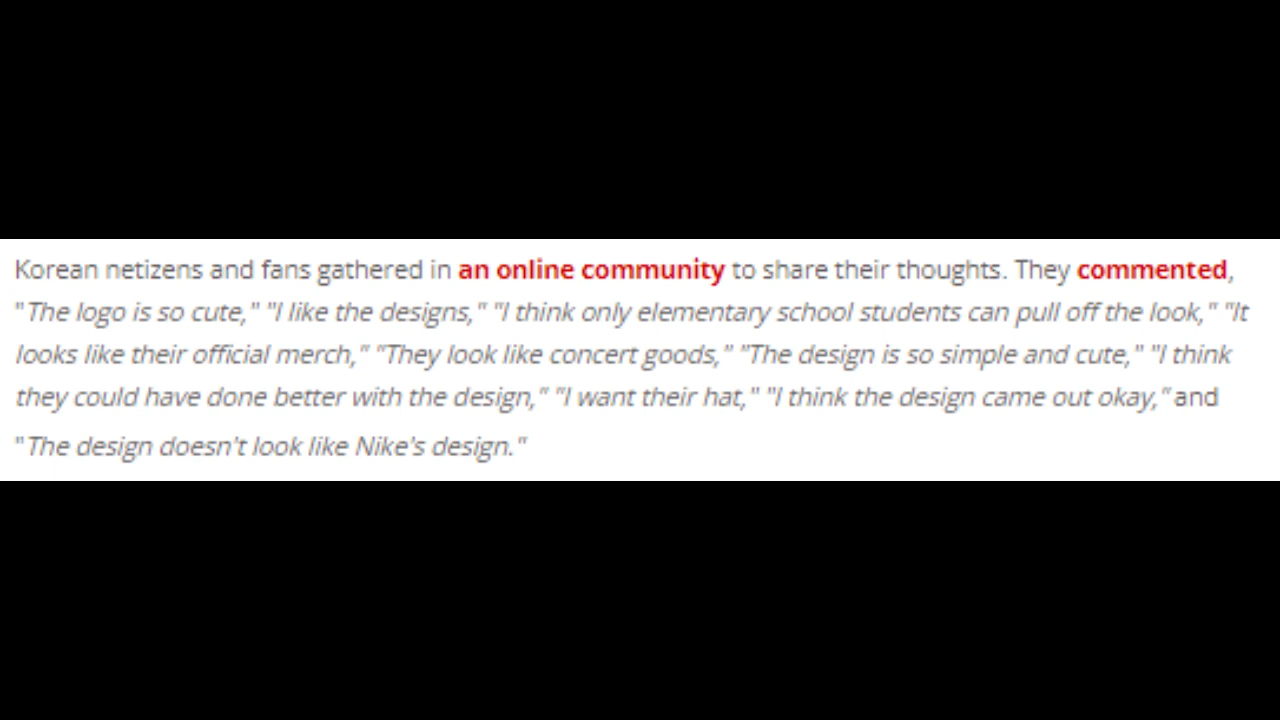 Korean netizens and fans gathered in an online community to share their thoughts. They commented,
"The logo is so cute," "I like the designs," "I think only elementary school students can pull off the look," "It
looks like their official merch," "They look like concert goods," "The design is so simple and cute," "I think
they could have done better with the design," "I want their hat," "I think the design came out okay," and
"The design doesn't look like Nike's design."